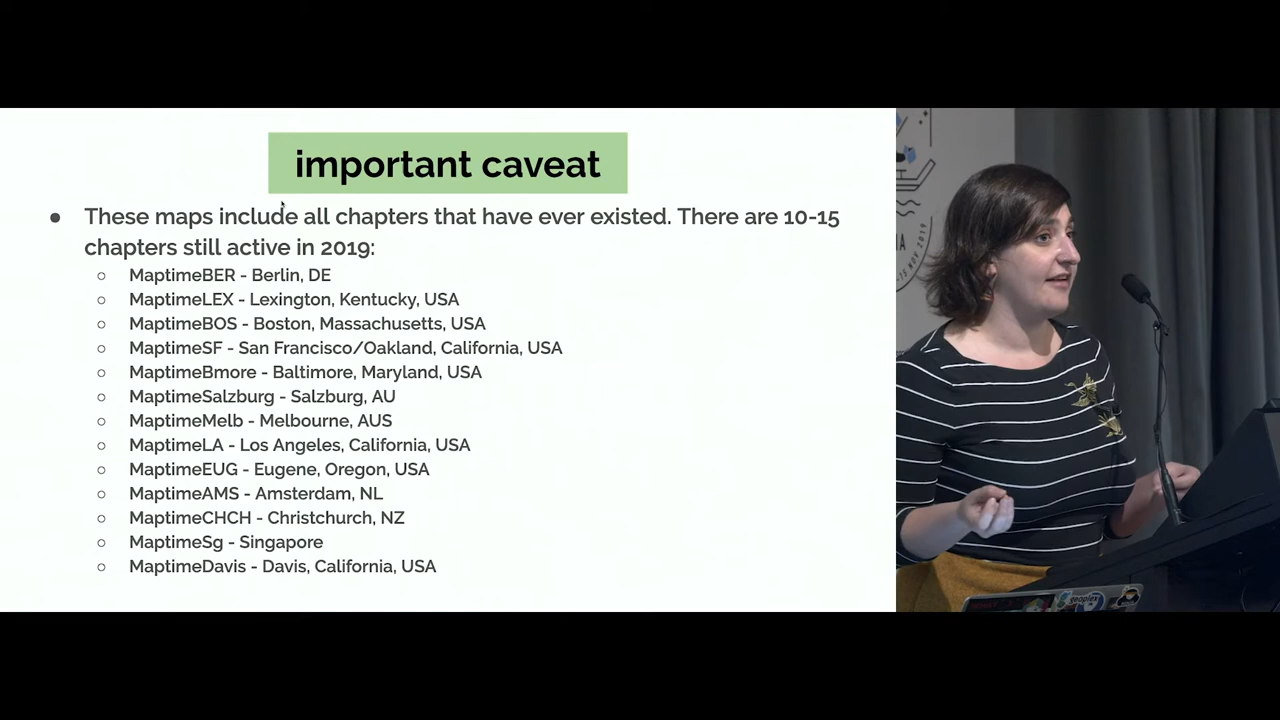 important caveat
● These maps include all chapters that have ever existed. There are 10-15
chapters still active in 2019:
○ MaptimeBER - Berlin, DE
○ MaptimeLEX - Lexington, Kentucky, USA
○ MaptimeBOS - Boston, Massachusetts, USA
○ MaptimeSF - San Francisco/Oakland, California, USA
○ MaptimeBmore - Baltimore, Maryland, USA
○ MaptimeSalzburg - Salzburg, AU
○ MaptimeMelb - Melbourne, AUS
○ MaptimeLA - Los Angeles, California, USA
○ MaptimeEUG - Eugene, Oregon, USA
○ MaptimeAMS - Amsterdam, NL
○ MaptimeCHCH - Christchurch, NZ
○ MaptimeSg - Singapore
○ MaptimeDavis - Davis, California, USA
NOV 2019
geoplex